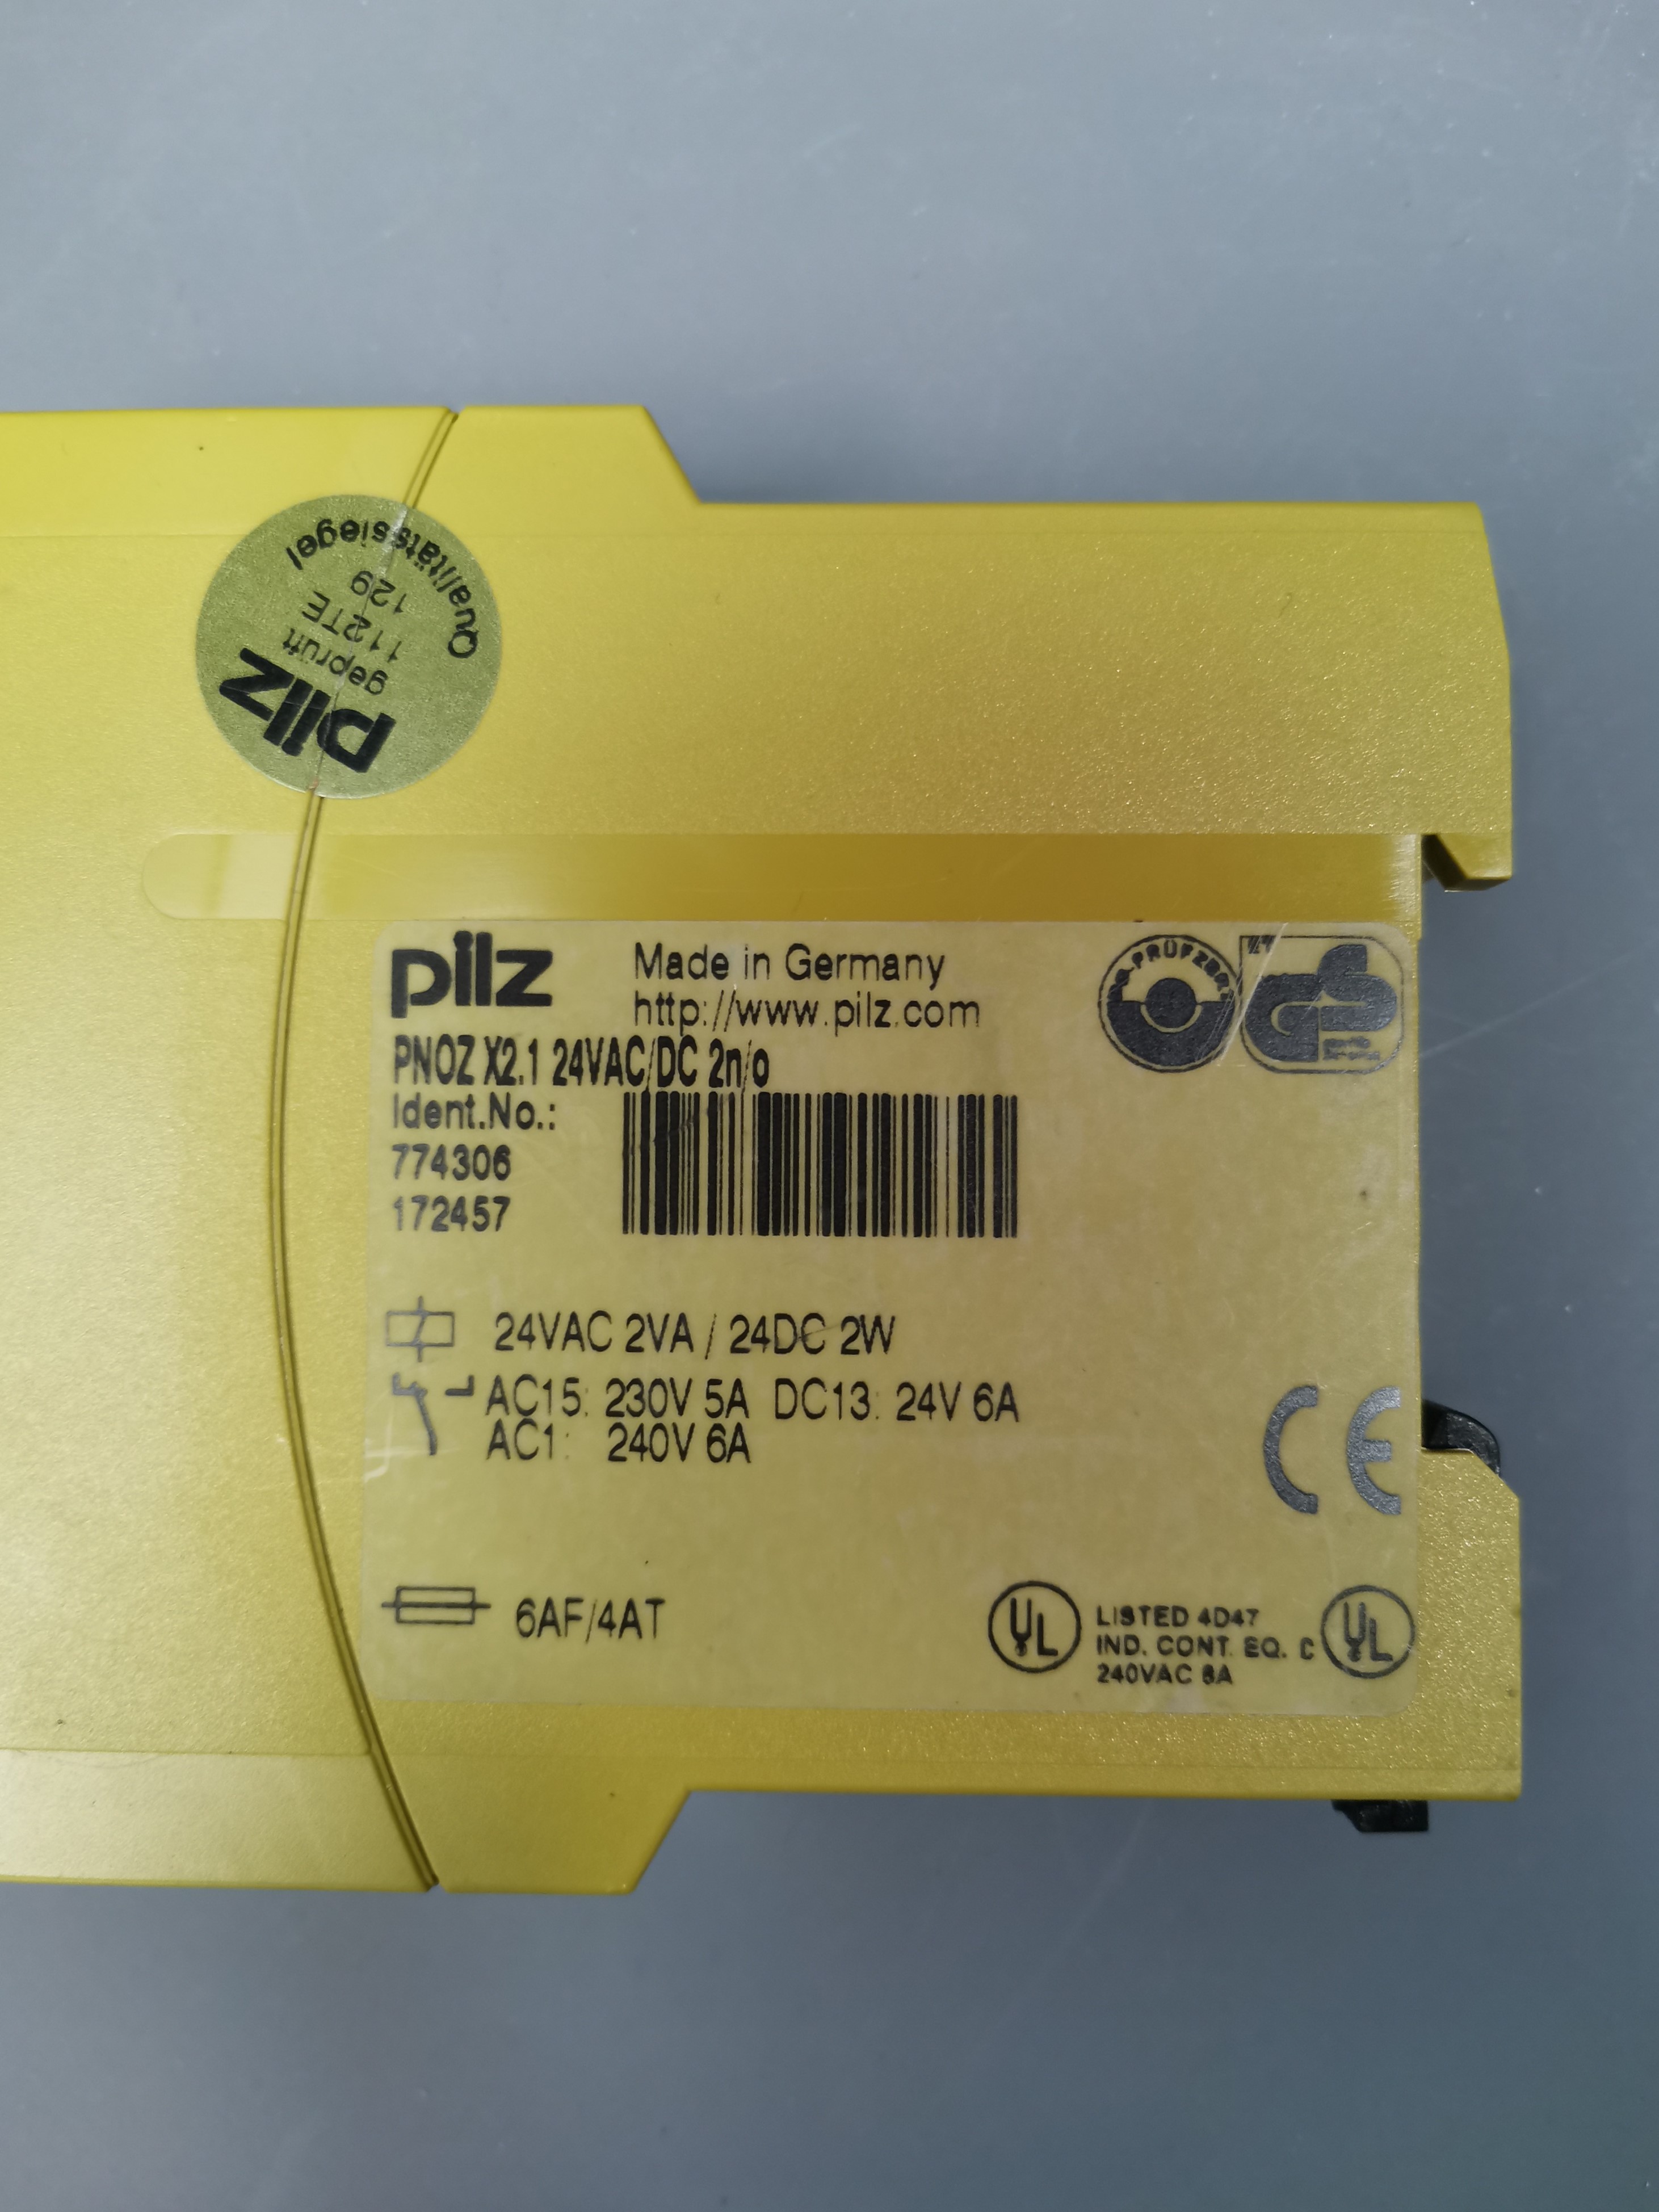 Qualitätssiegel
129
112TE
geprüft
pilz
pilz
Made in Germany
http://www.pilz.com
PNOZ X2.1 24VAC/DC 2n/o
Ident.No.:
774306
172457
24VAC 2VA / 24DC 2W
AC15: 230V 5A DC13: 24V 6A
AC1: 240V 6A
6AF/4AT
GS
CE
UL
LISTED 4D47
IND. CONT. EQ.
240VAC 6A
C UL